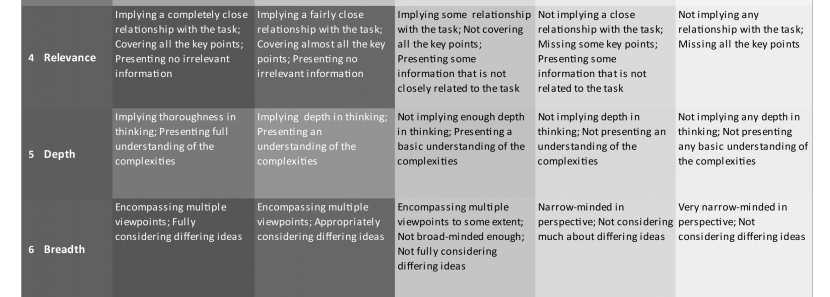 4 Relevance
Implying a completely close
relationship with the task;
Covering all the key points;
Presenting no irrelevant
information
Implying a fairly close
relationship with the task;
Covering almost all the key
points; Presenting no
irrelevant information
Implying some relationship
with the task; Not covering
all the key points;
Presenting some
information that is not
closely related to the task
Not implying a close
relationship with the task;
Missing some key points;
Presenting some
information that is not
related to the task
Not implying any
relationship with the task;
Missing all the key points
5 Depth
Implying thoroughness in
thinking; Presenting full
understanding of the
complexities
Implying depth in thinking;
Presenting an
understanding of the
complexities
Not implying enough depth
in thinking; Presenting a
basic understanding of the
complexities
Not implying depth in
thinking; Not presenting an
understanding of the
complexities
Not implying any depth in
thinking; Not presenting
any basic understanding of
the complexities
6 Breadth
Encompassing multiple
viewpoints; Fully
considering differing ideas
Encompassing multiple
viewpoints; Appropriately
considering differing ideas
Encompassing multiple
viewpoints to some extent;
Not broad-minded enough;
Not fully considering
differing ideas
Narrow-minded in
perspective; Not considering
much about differing ideas
Very narrow-minded in
perspective; Not
considering differing ideas